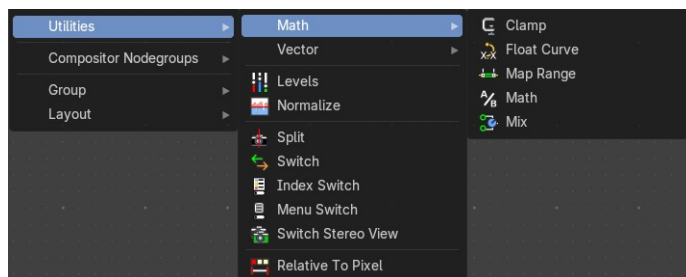 Utilities
Compositor Nodegroups
Group
Layout
Math
Vector
Levels
Normalize
Split
Switch
Index Switch
Menu Switch
Switch Stereo View
Relative To Pixel
Clamp
Float Curve
Map Range
Math
Mix